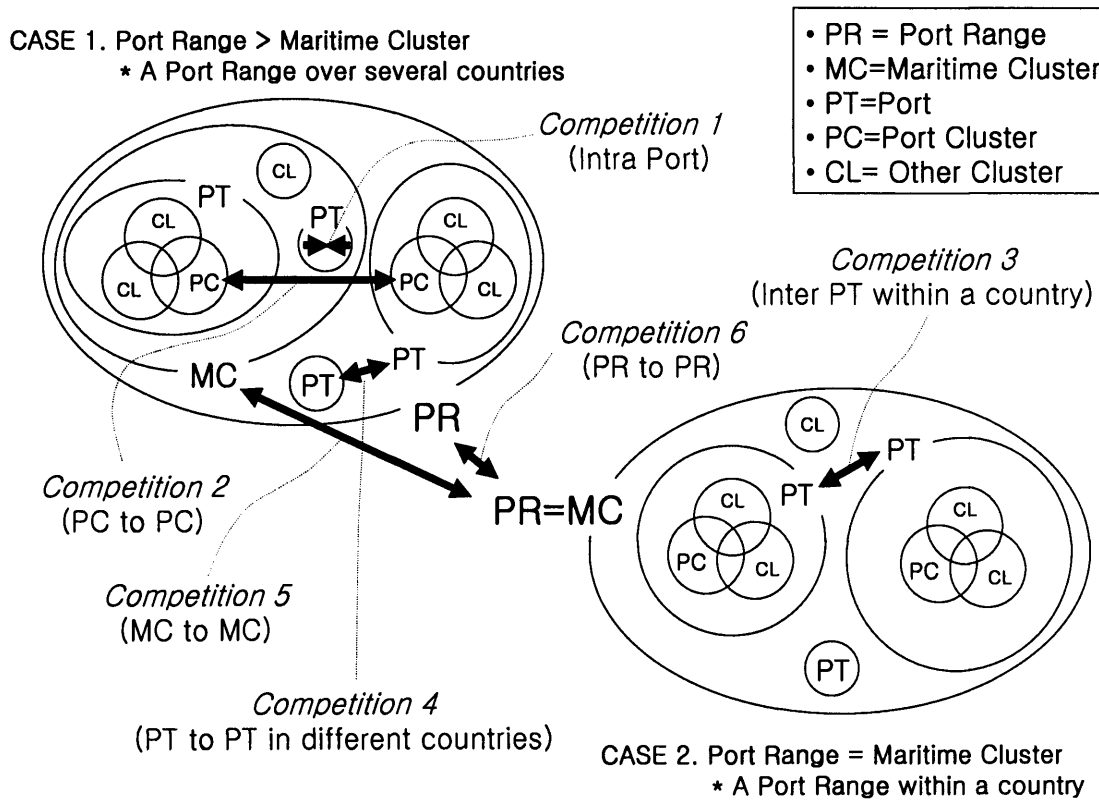 CASE 1. Port Range > Maritime Cluster
* A Port Range over several countries
• PR = Port Range
• MC=Maritime Cluster
• PT=Port
• PC=Port Cluster
• CL= Other Cluster
Competition 1
(Intra Port)
CL
PT
PT
CL
CL
CL
PC
PC
CL
Competition 3
(Inter PT within a country)
Competition 6
(PR to PR)
PT
MC
PT
PR
CL
PT
Competition 2
(PC to PC)
PT
PR=MC
CL
CL
PC
CL
PC
CL
Competition 5
(MC to MC)
PT
Competition 4
(PT to PT in different countries)
CASE 2. Port Range = Maritime Cluster
* A Port Range within a country